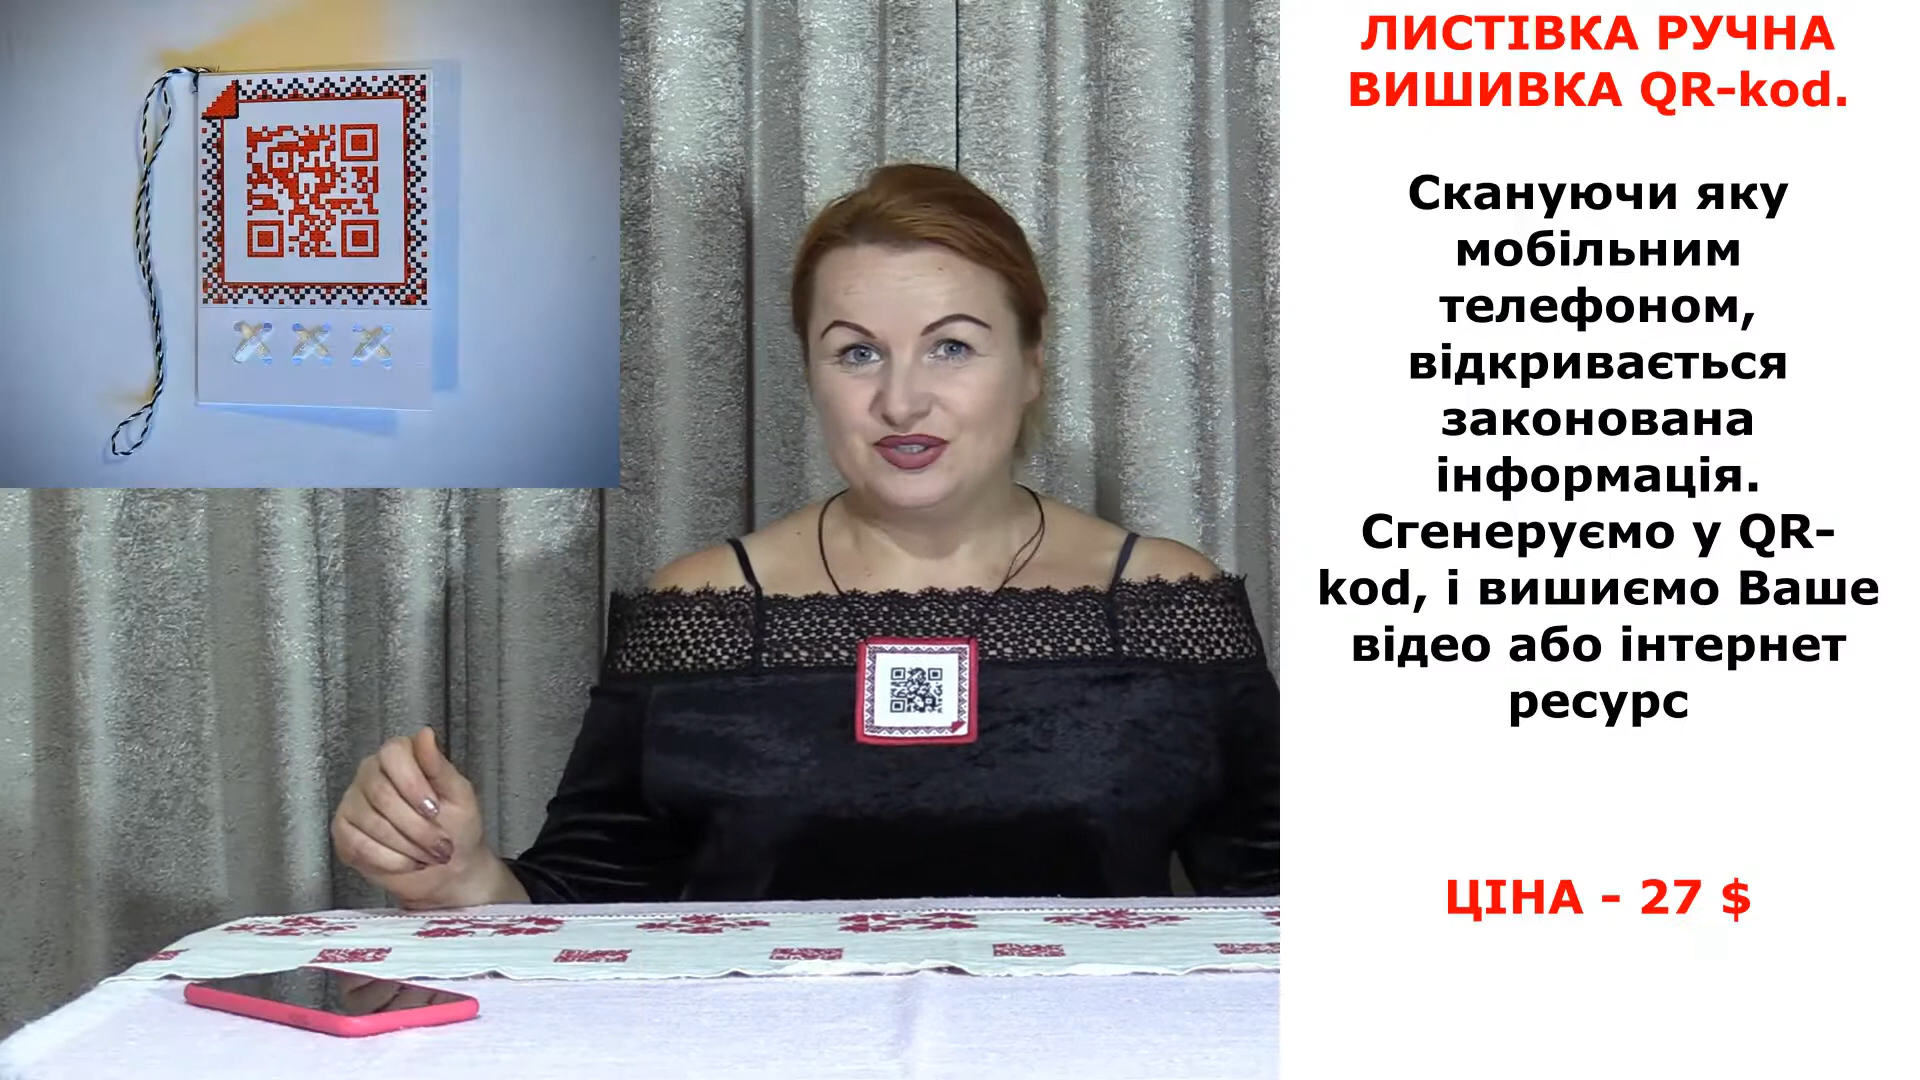 ЛИСТІВКА РУЧНА
ВИШИВКА QR-kod.
Скануючи яку
мобільним
телефоном,
відкривається
законована
інформація.
Сгенеруємо у QR-
kod, і вишиємо Ваше
відео або інтернет
ресурс
ЦІНА - 27 $